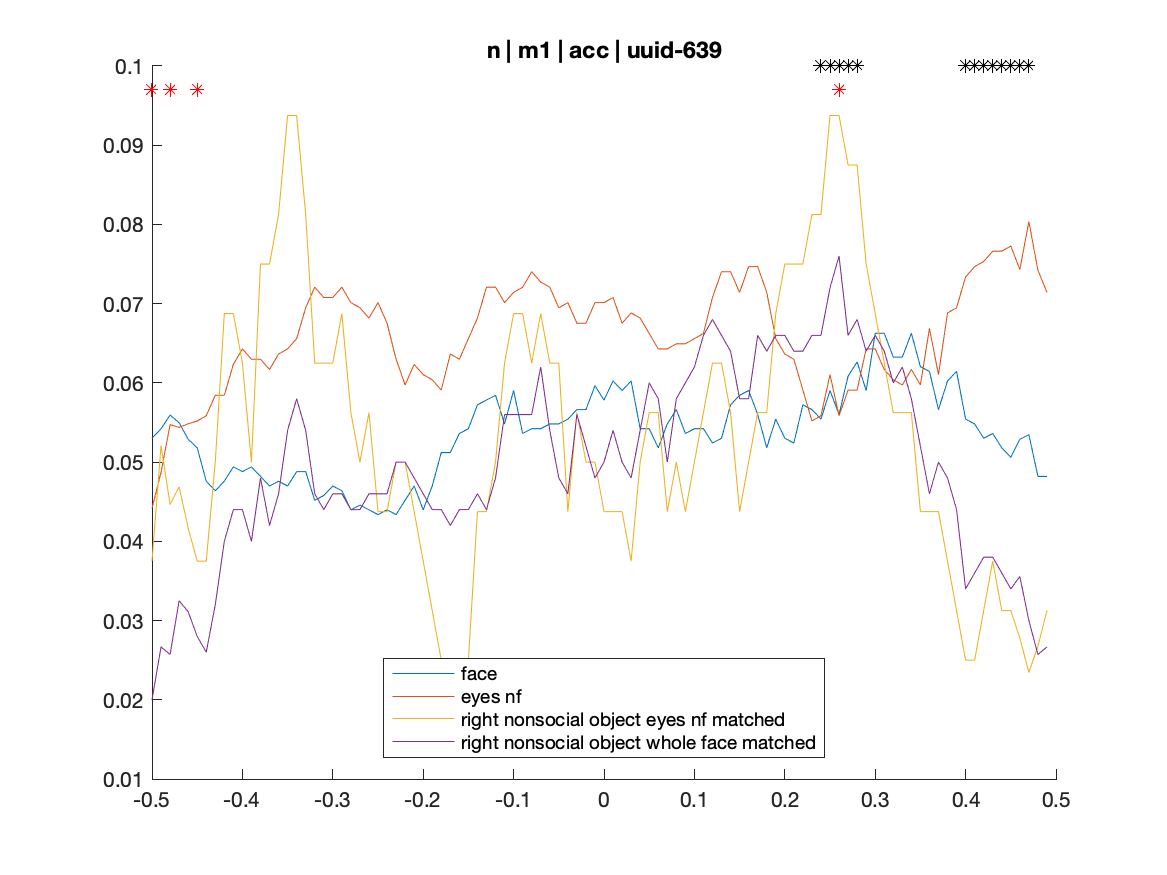 n | m1 | acc | uuid-639
0.1
0.09
0.08
0.07
0.06
0.05
0.04
0.03
0.02
0.01
face
eyes nf
right nonsocial object eyes nf matched
right nonsocial object whole face matched
-0.5 -0.4 -0.3 -0.2 -0.1 0 0.1 0.2 0.3 0.4 0.5